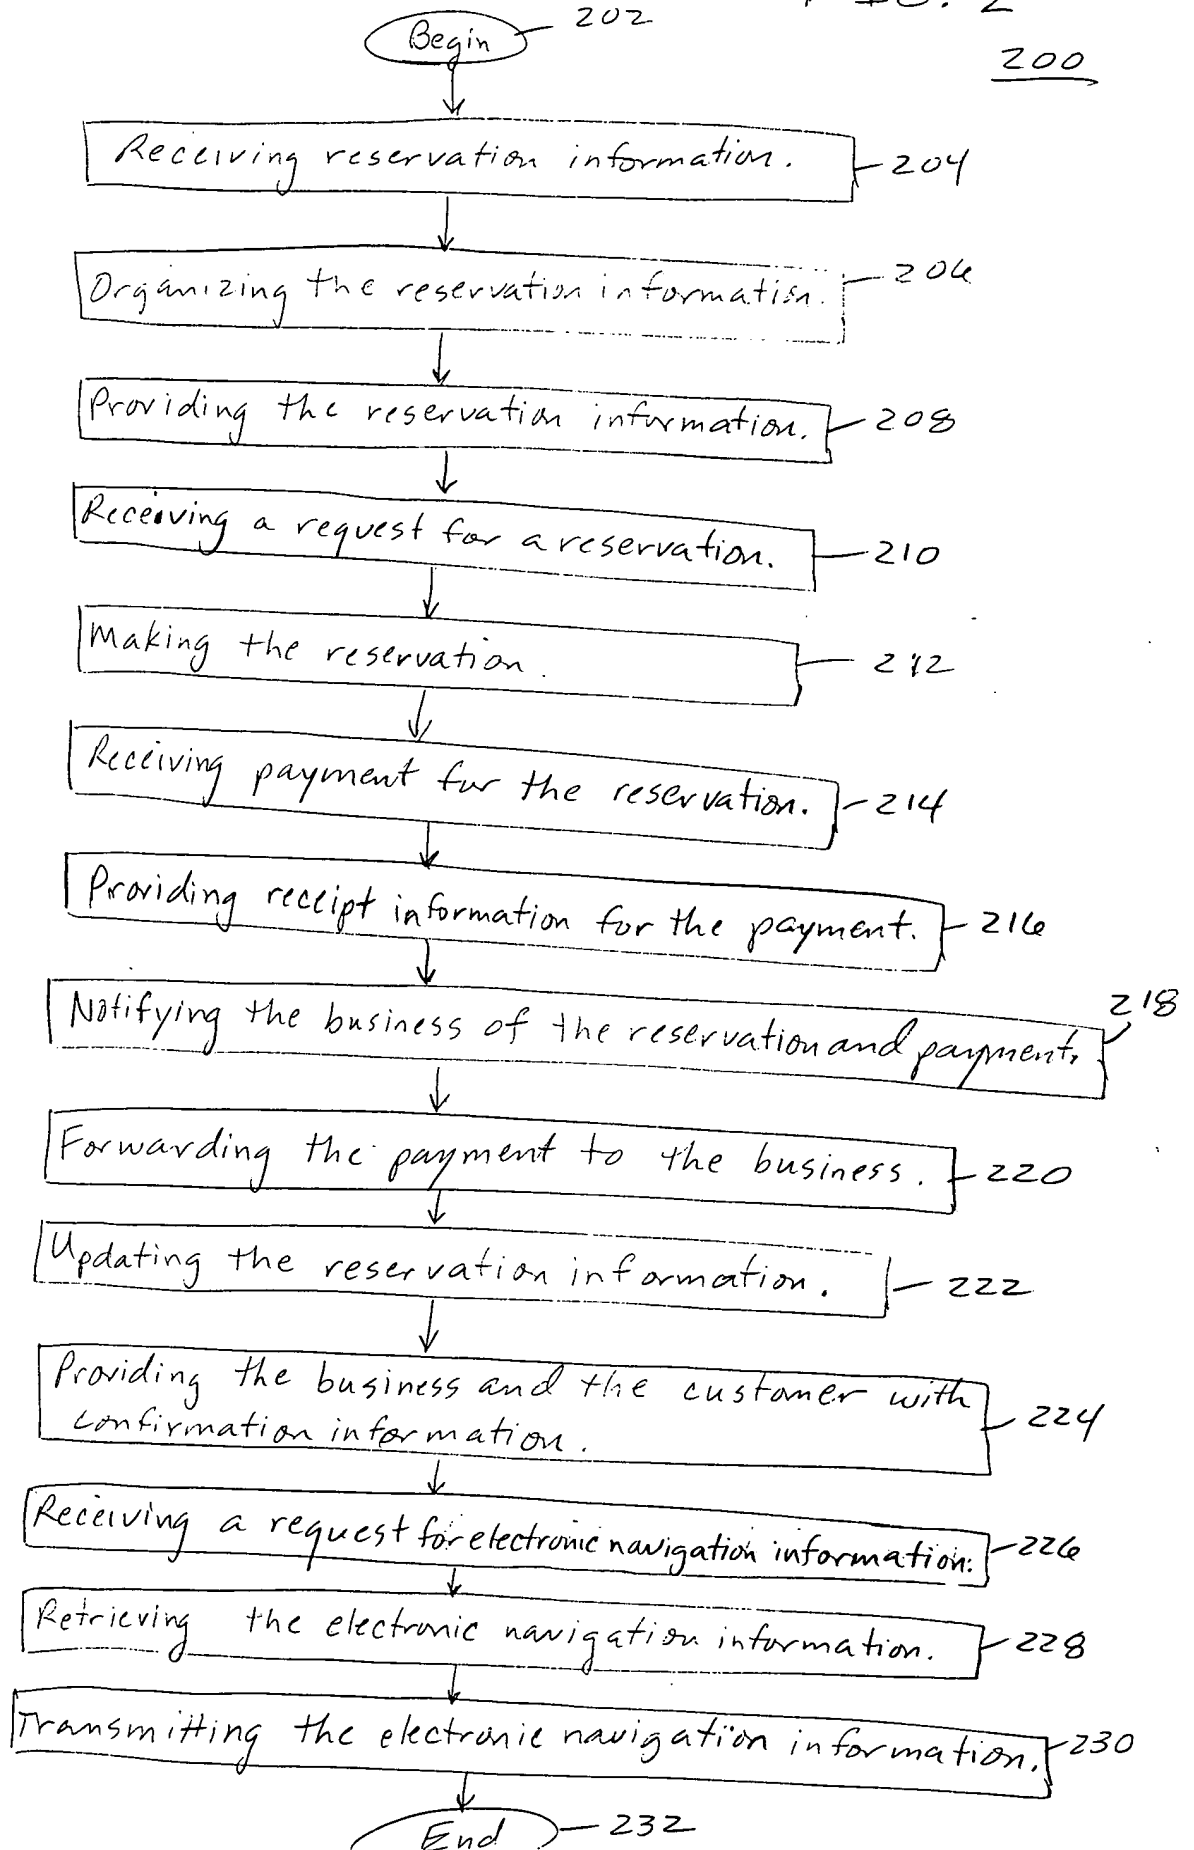 FIG. 2
200
Begin 202
Receiving reservation information. 204
Organizing the reservation information. 206
Providing the reservation information. 208
Receiving a request for a reservation. 210
Making the reservation. 212
Receiving payment for the reservation. 214
Providing receipt information for the payment. 216
Notifying the business of the reservation and payment. 218
Forwarding the payment to the business. 220
Updating the reservation information. 222
Providing the business and the customer with
confirmation information. 224
Receiving a request for electronic navigation information. 226
Retrieving the electronic navigation information. 228
Transmitting the electronic navigation information. 230
End 232